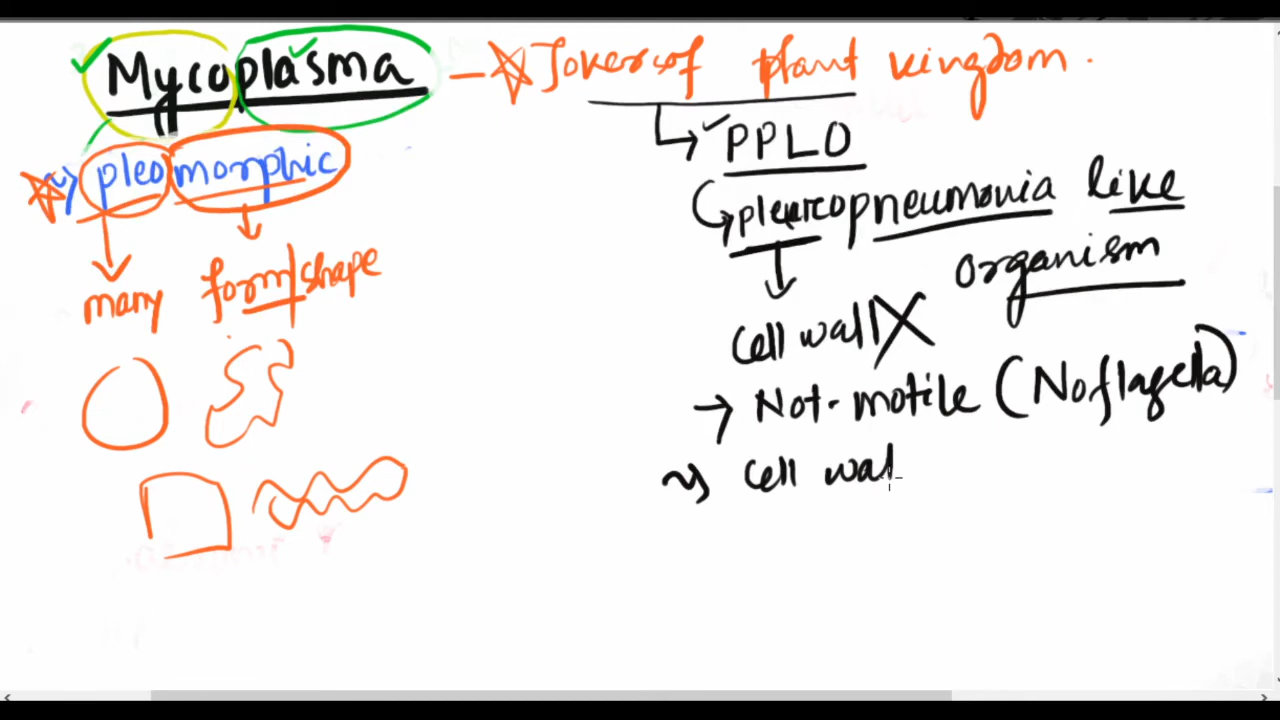 Mycoplasma - Jokers of plant kingdom.
PPLO
pleomorphic
pleuropneumonia like
organism
many form/shape
cell wall X
→ Not-motile (No flagella)
cell wal